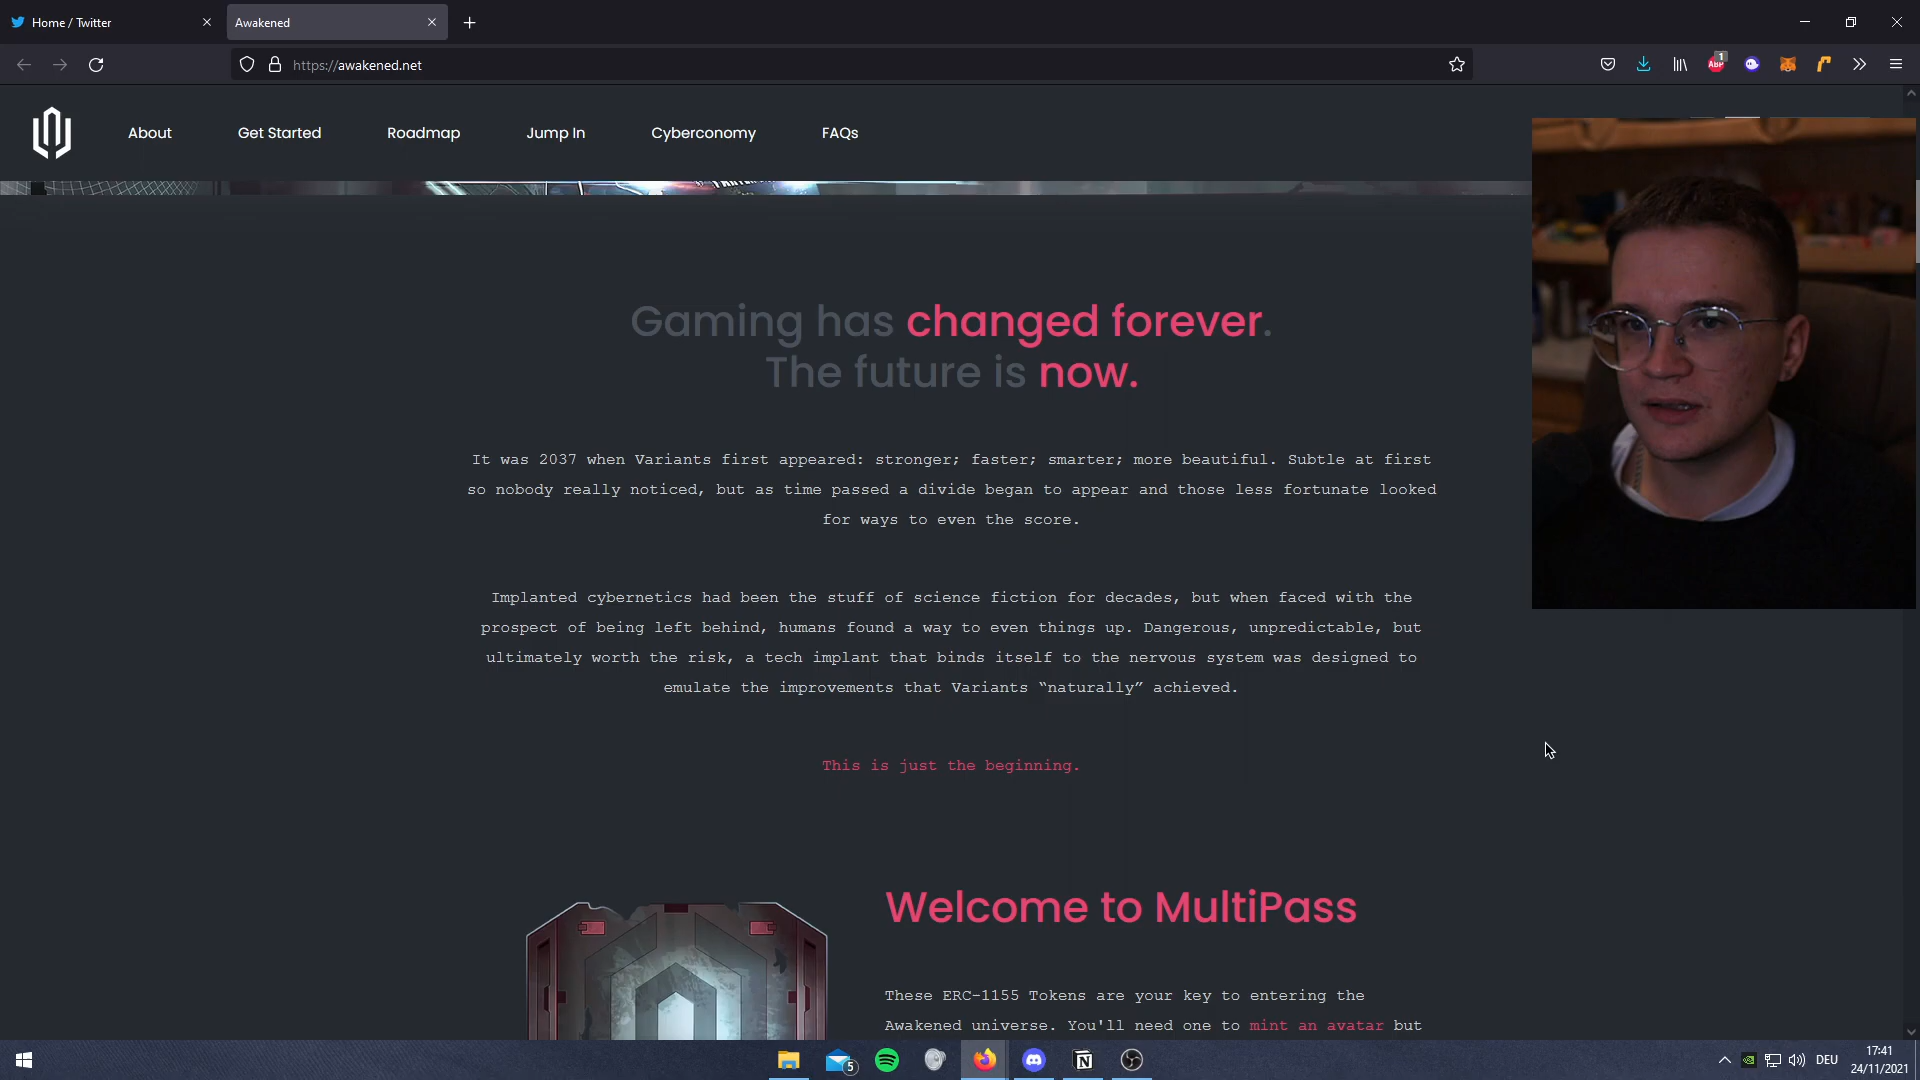 Home / Twitter
Awakened
https://awakened.net
1
ABP
About
Get Started
Roadmap
Jump In
Cyberconomy
FAQs
Gaming has changed forever.
The future is now.
It was 2037 when Variants first appeared: stronger; faster; smarter; more beautiful. Subtle at first
so nobody really noticed, but as time passed a divide began to appear and those less fortunate looked
for ways to even the score.
Implanted cybernetics had been the stuff of science fiction for decades, but when faced with the
prospect of being left behind, humans found a way to even things up. Dangerous, unpredictable, but
ultimately worth the risk, a tech implant that binds itself to the nervous system was designed to
emulate the improvements that Variants “naturally” achieved.
This is just the beginning.
Welcome to MultiPass
These ERC-1155 Tokens are your key to entering the
Awakened universe. You'll need one to mint an avatar but
5
DEU
17:41
24/11/2021